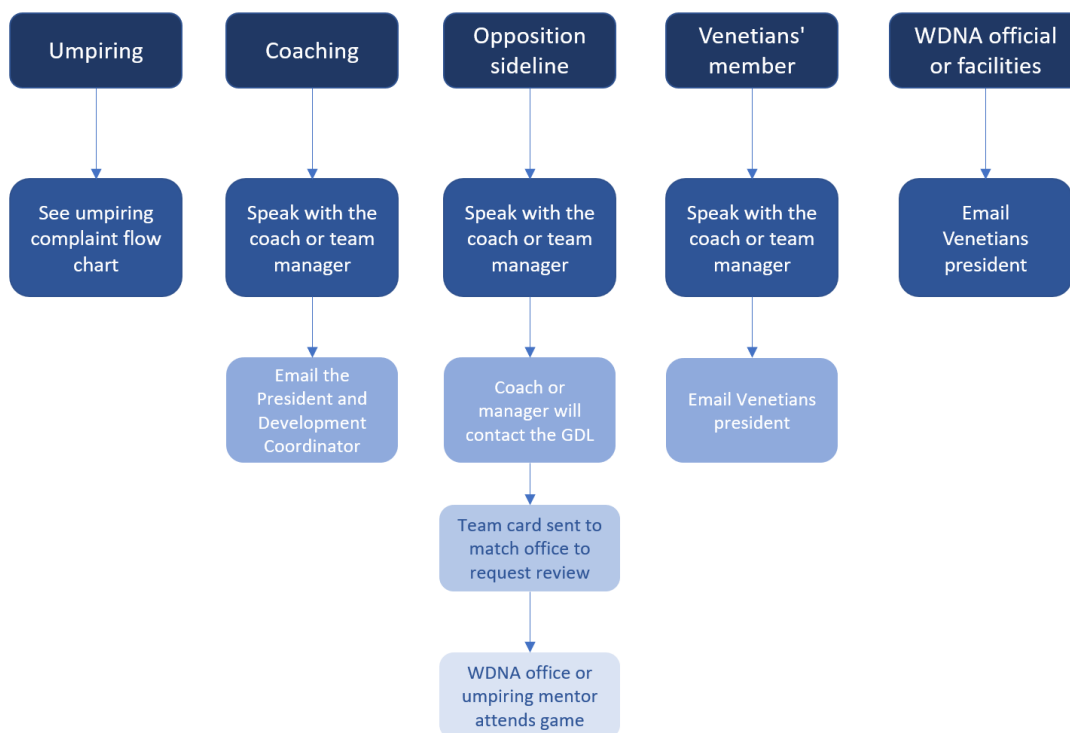 Umpiring
Coaching
Opposition
sideline
Venetians'
member
WDNA official
or facilities
See umpiring
complaint flow
chart
Speak with the
coach or team
manager
Speak with the
coach or team
manager
Speak with the
coach or team
manager
Email
Venetians
president
Email the
President and
Development
Coordinator
Coach or
manager will
contact the GDL
Email Venetians
president
Team card sent to
match office to
request review
WDNA office or
umpiring mentor
attends game